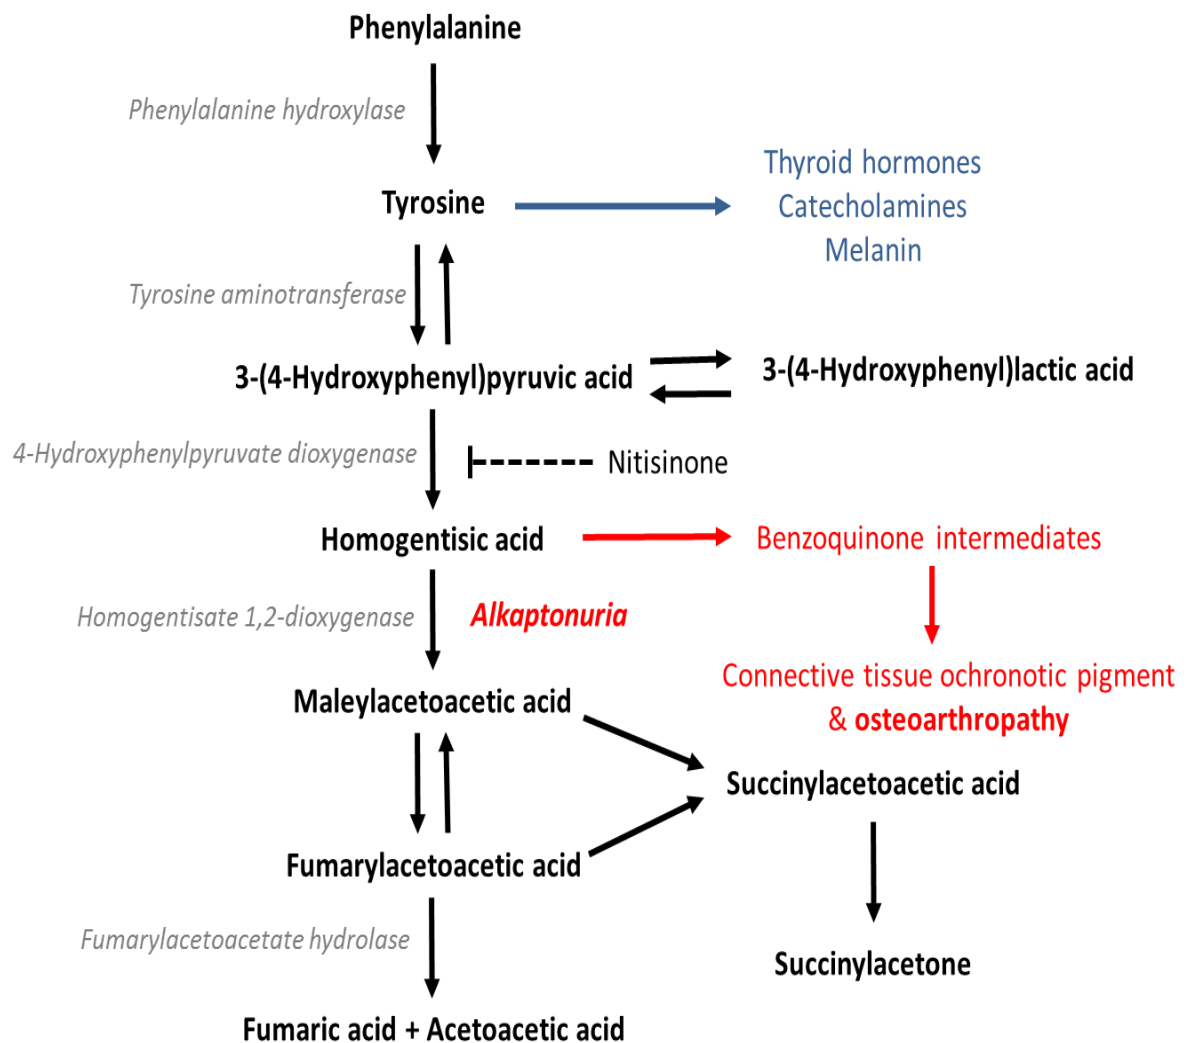 Phenylalanine
Phenylalanine hydroxylase
Tyrosine
Thyroid hormones
Catecholamines
Melanin
Tyrosine aminotransferase
3-(4-Hydroxyphenyl)pyruvic acid
3-(4-Hydroxyphenyl)lactic acid
4-Hydroxyphenylpyruvate dioxygenase
Nitisinone
Homogentisic acid
Benzoquinone intermediates
Homogentisate 1,2-dioxygenase
Alkaptonuria
Connective tissue ochronotic pigment
& osteoarthropathy
Maleylacetoacetic acid
Succinylacetoacetic acid
Fumarylacetoacetic acid
Fumarylacetoacetate hydrolase
Succinylacetone
Fumaric acid + Acetoacetic acid